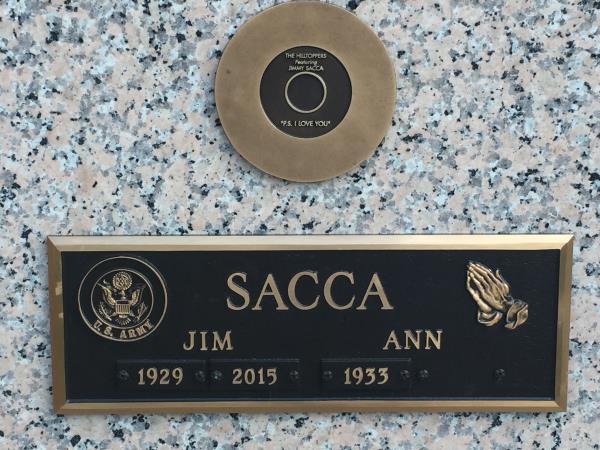 THE HILLTOPPERS
Featuring
JIMMY SACCA
"P.S. I LOVE YOU"
SACCA
U.S. ARMY
JIM ANN
1929 2015 1933